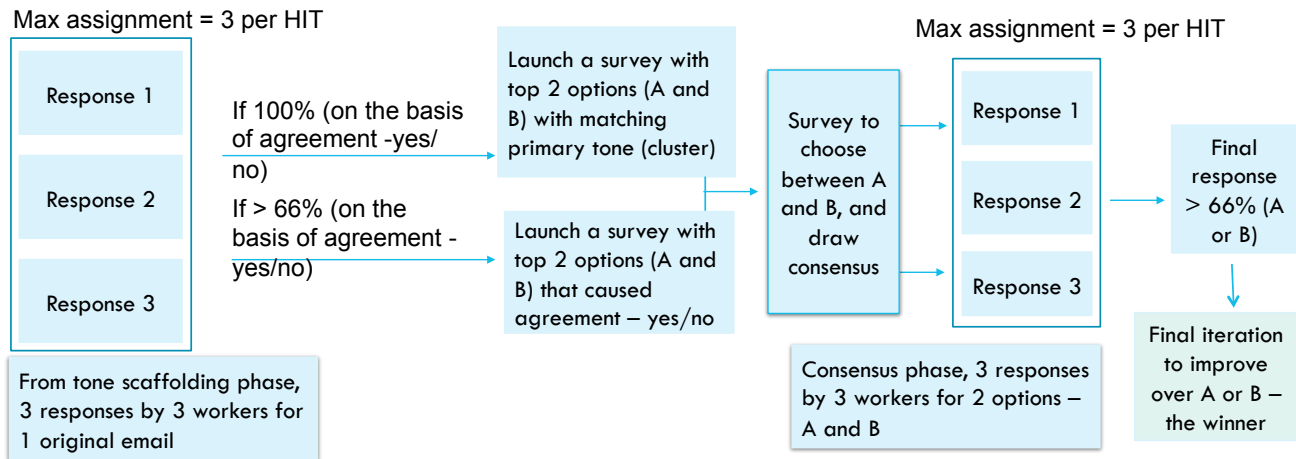 Max assignment = 3 per HIT
Response 1
Response 2
Response 3
From tone scaffolding phase,
3 responses by 3 workers for
1 original email
If 100% (on the basis
of agreement -yes/
no)
If > 66% (on the
basis of agreement -
yes/no)
Launch a survey with
top 2 options (A and
B) with matching
primary tone (cluster)
Launch a survey with
top 2 options (A and
B) that caused
agreement – yes/no
Survey to
choose
between A
and B, and
draw
consensus
Max assignment = 3 per HIT
Response 1
Response 2
Response 3
Consensus phase, 3 responses
by 3 workers for 2 options –
A and B
Final
response
> 66% (A
or B)
Final iteration
to improve
over A or B –
the winner